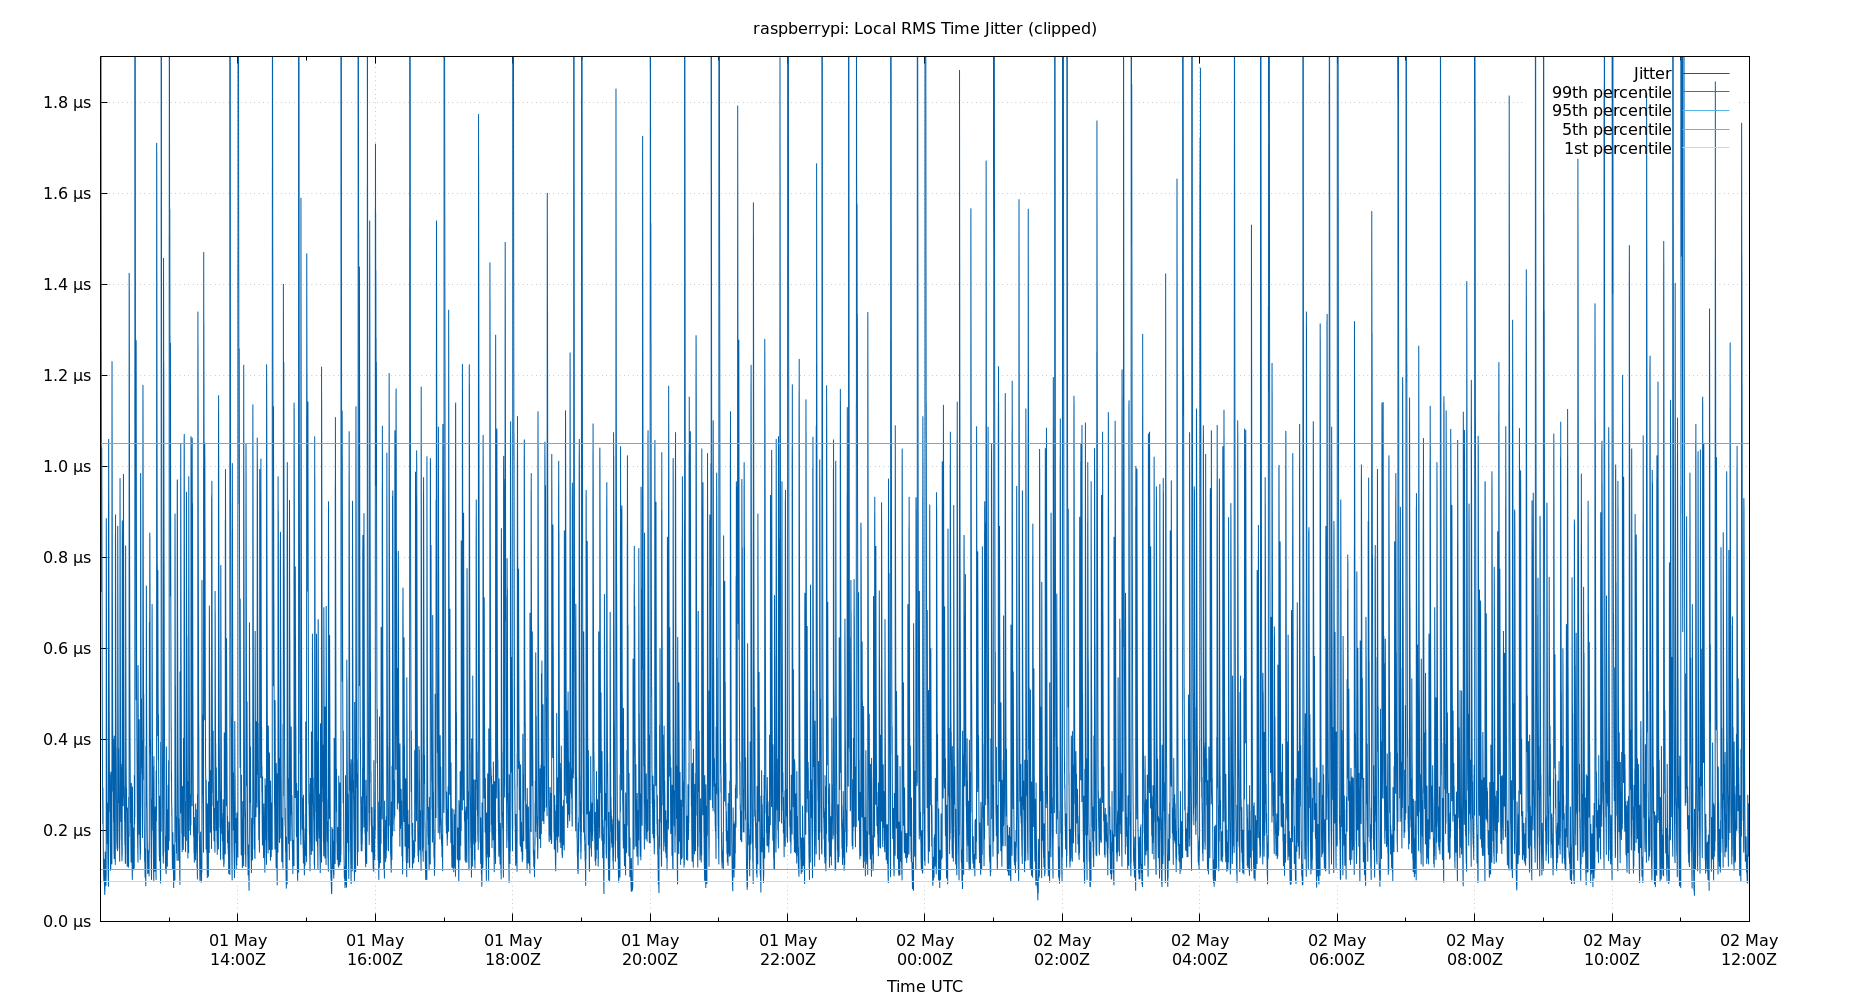 raspberrypi: Local RMS Time Jitter (clipped)
Jitter
99th percentile
95th percentile
5th percentile
1st percentile
1.8 µs
1.6 µs
1.4 µs
1.2 µs
1.0 µs
0.8 µs
0.6 µs
0.4 µs
0.2 µs
0.0 µs
01 May 01 May 01 May 01 May 01 May 02 May 02 May 02 May 02 May 02 May 02 May 02 May
14:00Z 16:00Z 18:00Z 20:00Z 22:00Z 00:00Z 02:00Z 04:00Z 06:00Z 08:00Z 10:00Z 12:00Z
Time UTC